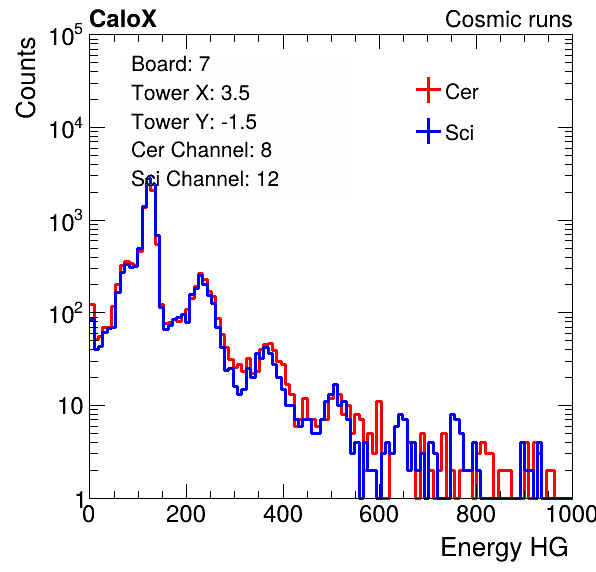 CaloX Cosmic runs
Counts
Board: 7
Tower X: 3.5
Tower Y: -1.5
Cer Channel: 8
Sci Channel: 12
Cer
Sci
10^5
10^4
10^3
10^2
10
1
0 200 400 600 800 1000
Energy HG